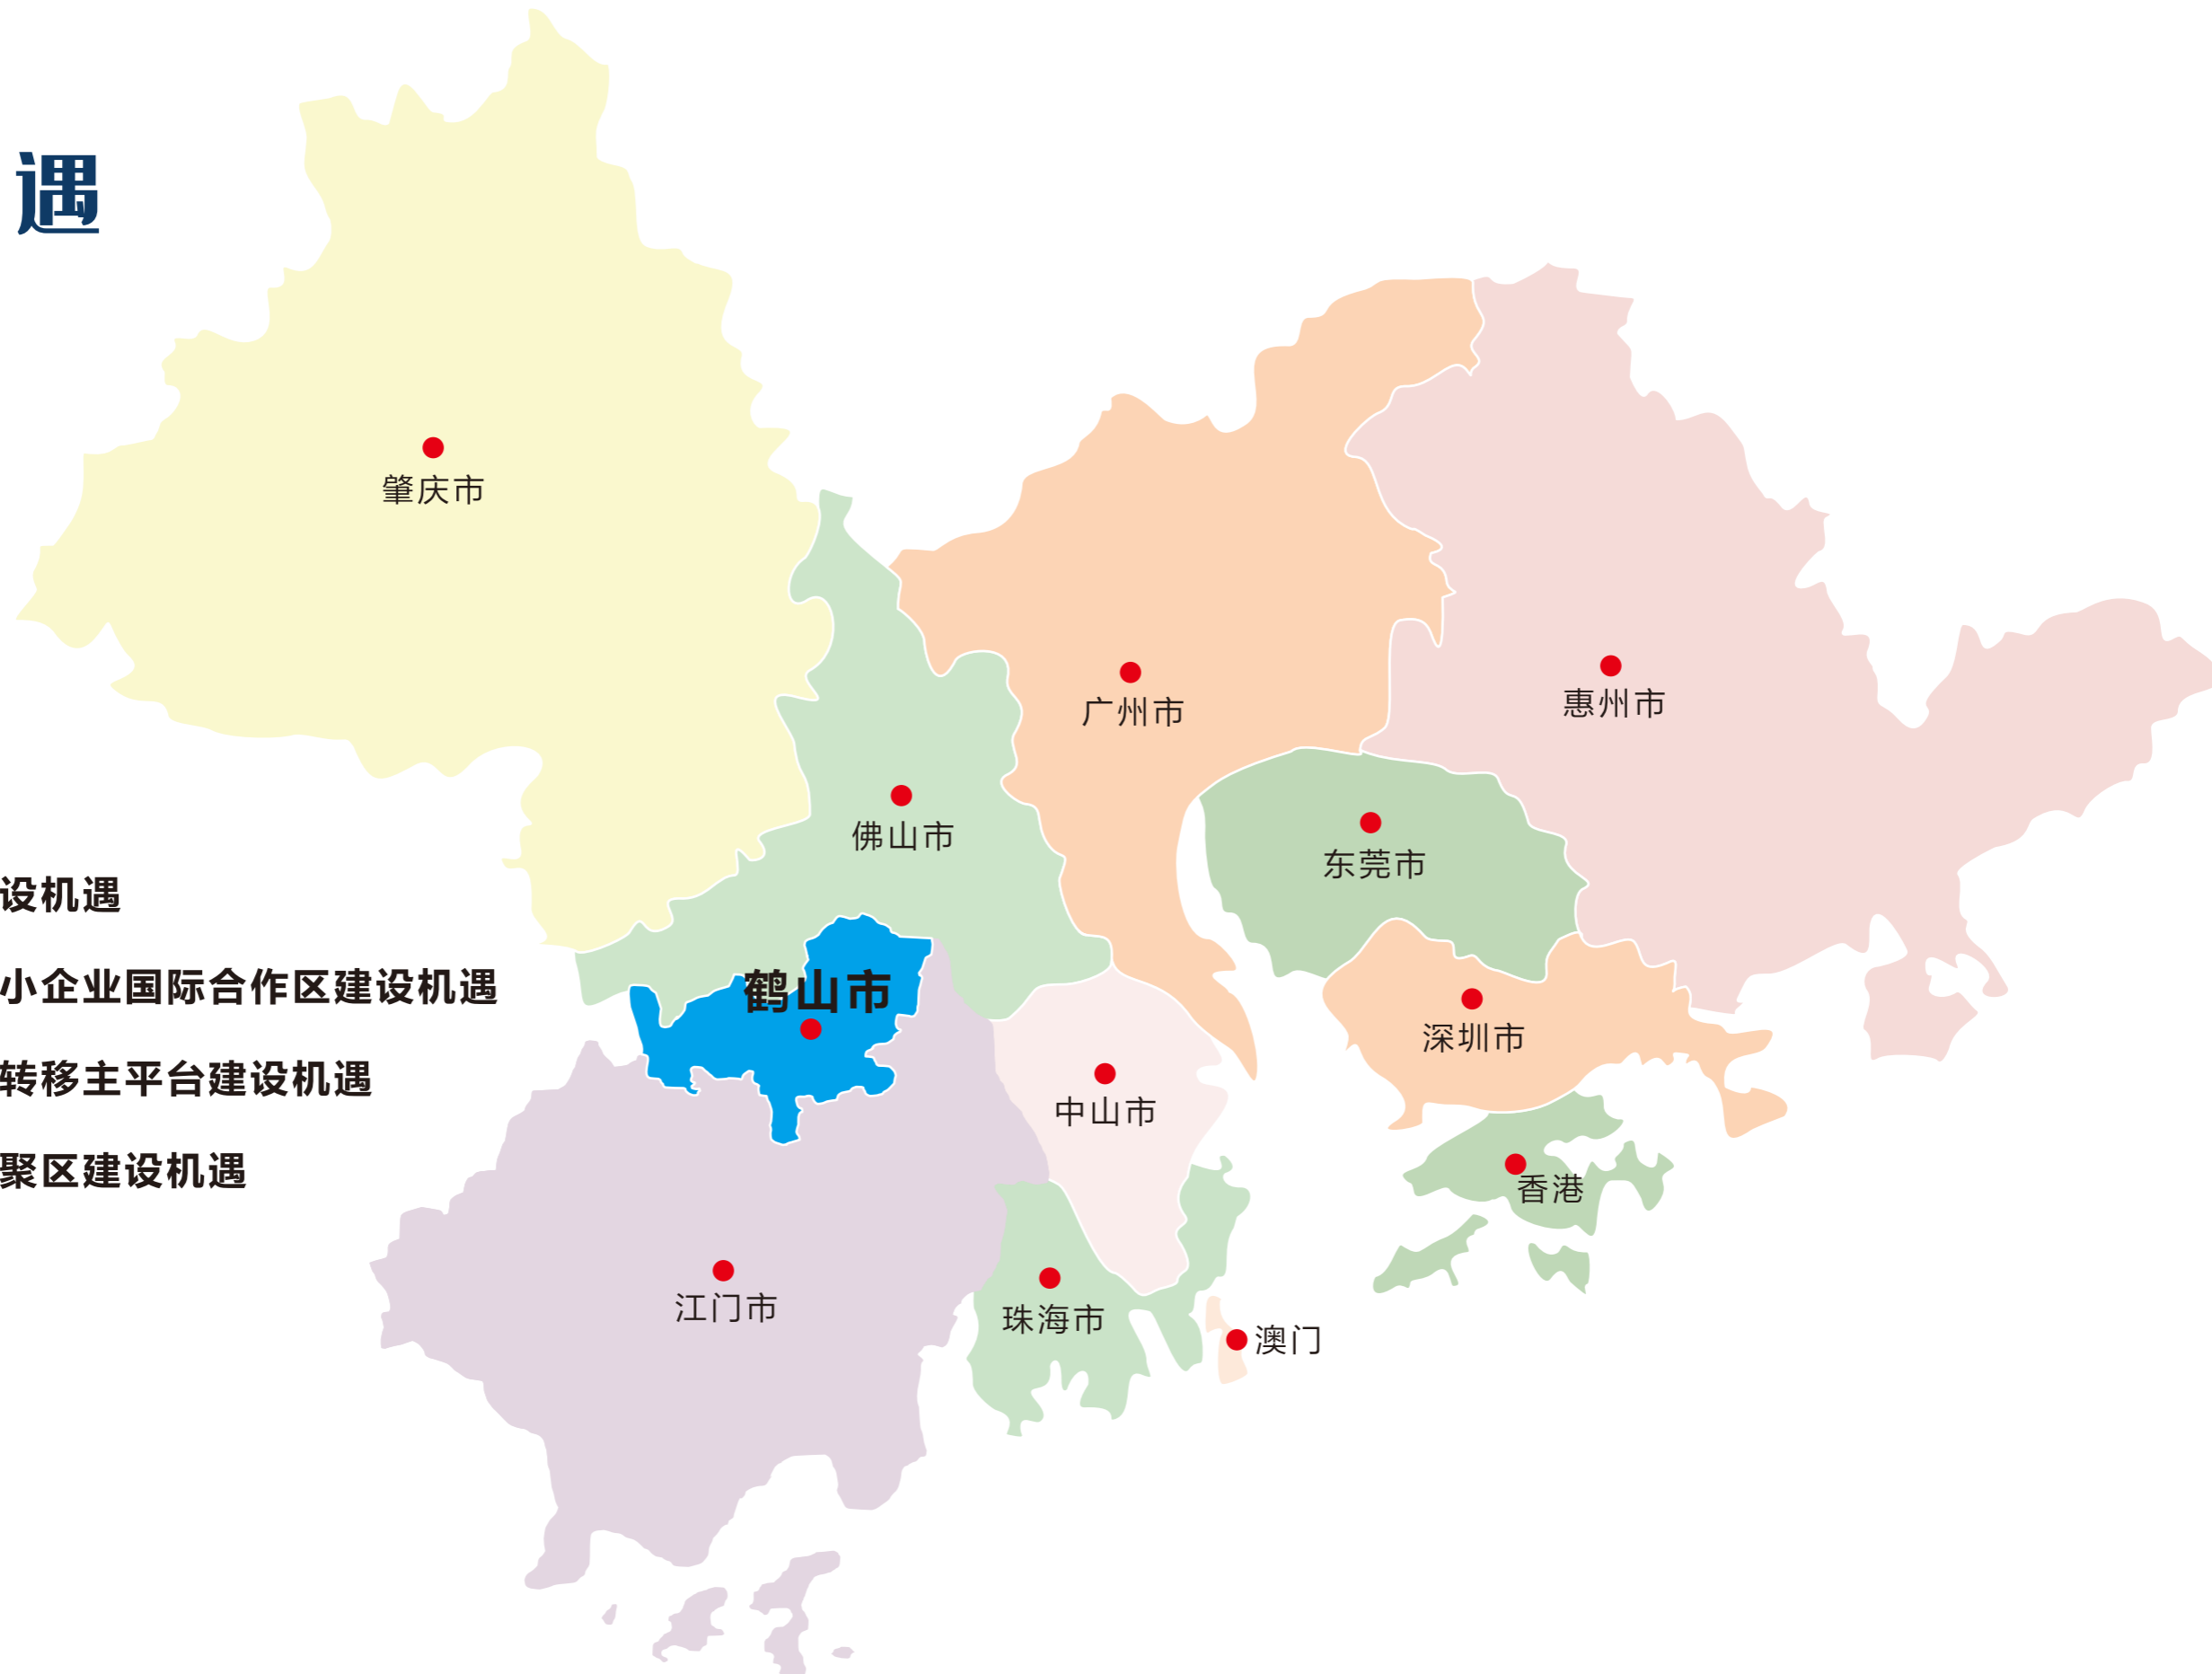 遇
肇庆市
惠州市
广州市
佛山市
东莞市
设机遇
小企业国际合作区建设机遇
鹤山市
深圳市
转移主平台建设机遇
中山市
聚区建设机遇
香港
江门市
珠海市
澳门